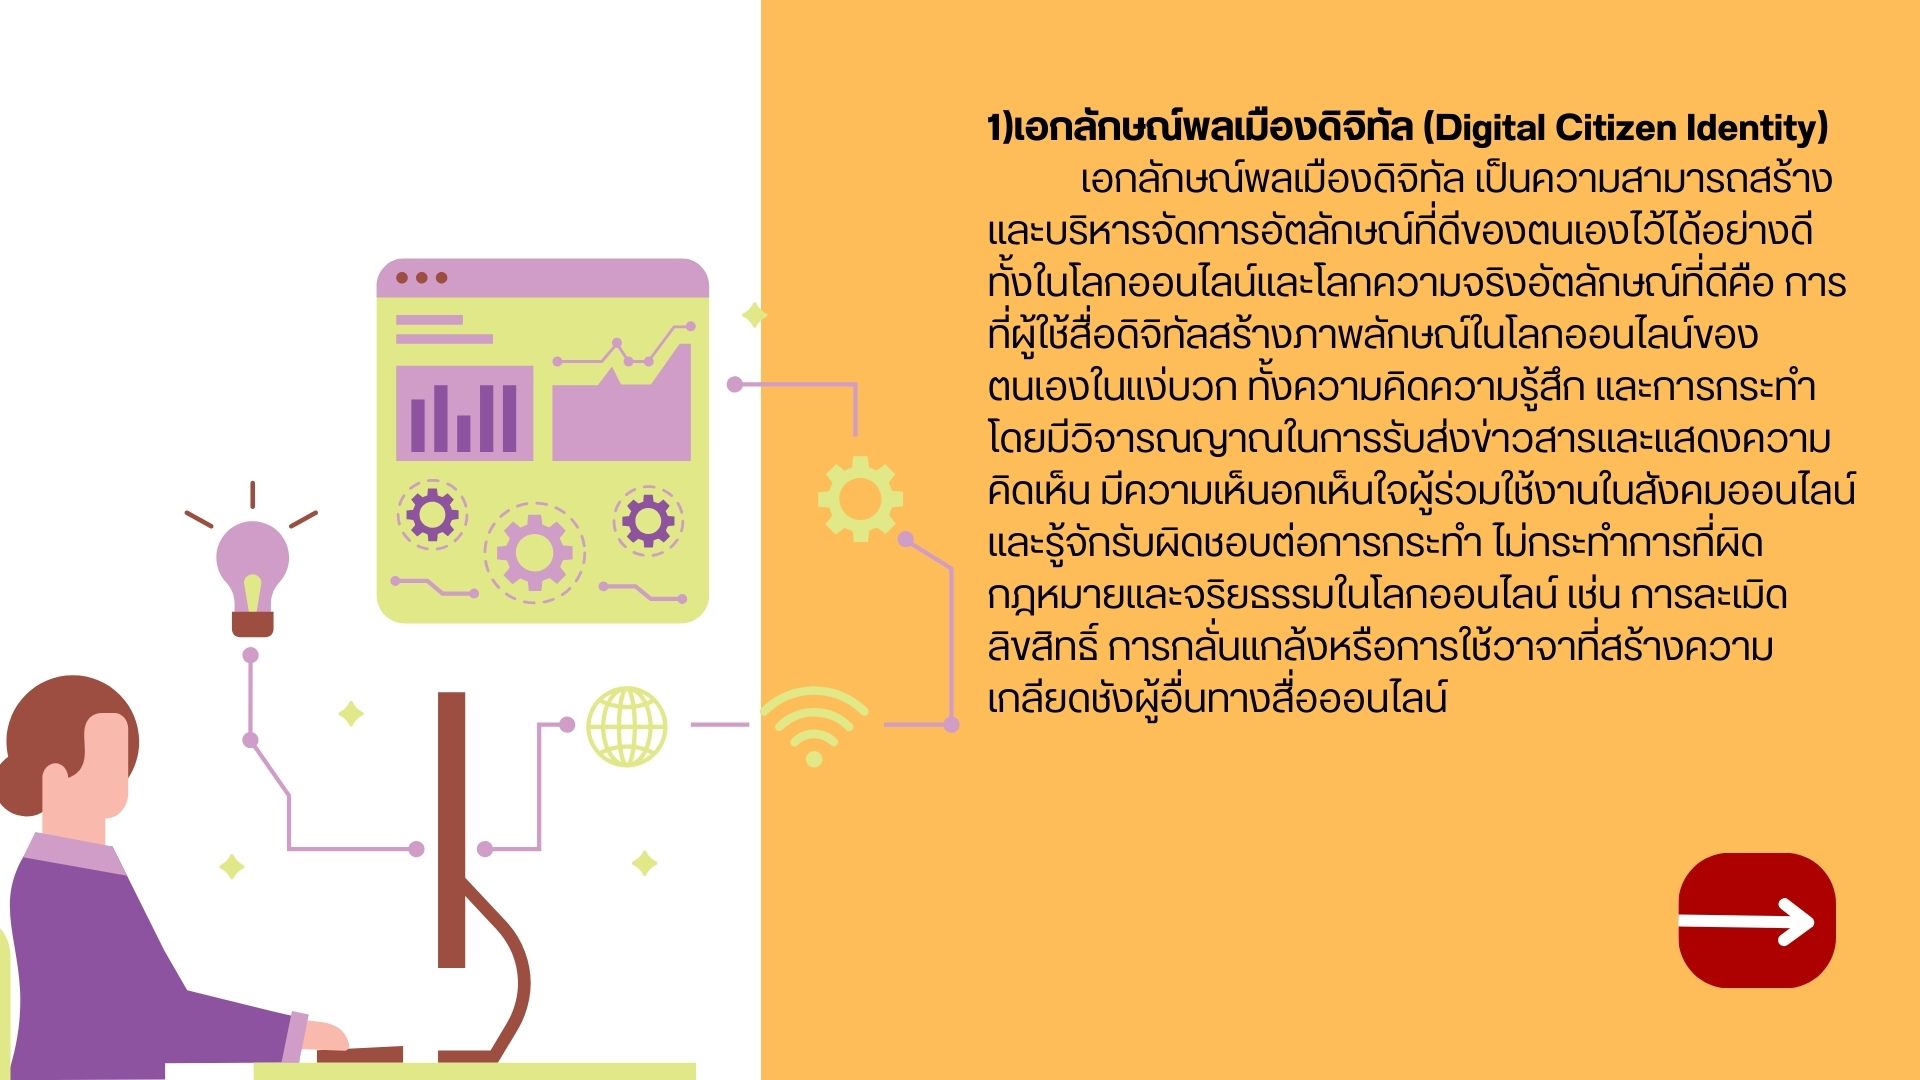 1)เอกลักษณ์พลเมืองดิจิทัล (Digital Citizen Identity)
เอกลักษณ์พลเมืองดิจิทัล เป็นความสามารถสร้าง
และบริหารจัดการอัตลักษณ์ที่ดีของตนเองไว้ได้อย่างดี
ทั้งในโลกออนไลน์และโลกความจริงอัตลักษณ์ที่ดีคือ การ
ที่ผู้ใช้สื่อดิจิทัลสร้างภาพลักษณ์ในโลกออนไลน์ของ
ตนเองในแง่บวก ทั้งความคิดความรู้สึก และการกระทำ
โดยมีวิจารณญาณในการรับส่งข่าวสารและแสดงความ
คิดเห็น มีความเห็นอกเห็นใจผู้ร่วมใช้งานในสังคมออนไลน์
และรู้จักรับผิดชอบต่อการกระทำ ไม่กระทำการที่ผิด
กฎหมายและจริยธรรมในโลกออนไลน์ เช่น การละเมิด
ลิขสิทธิ์ การกลั่นแกล้งหรือการใช้วาจาที่สร้างความ
เกลียดชังผู้อื่นทางสื่อออนไลน์